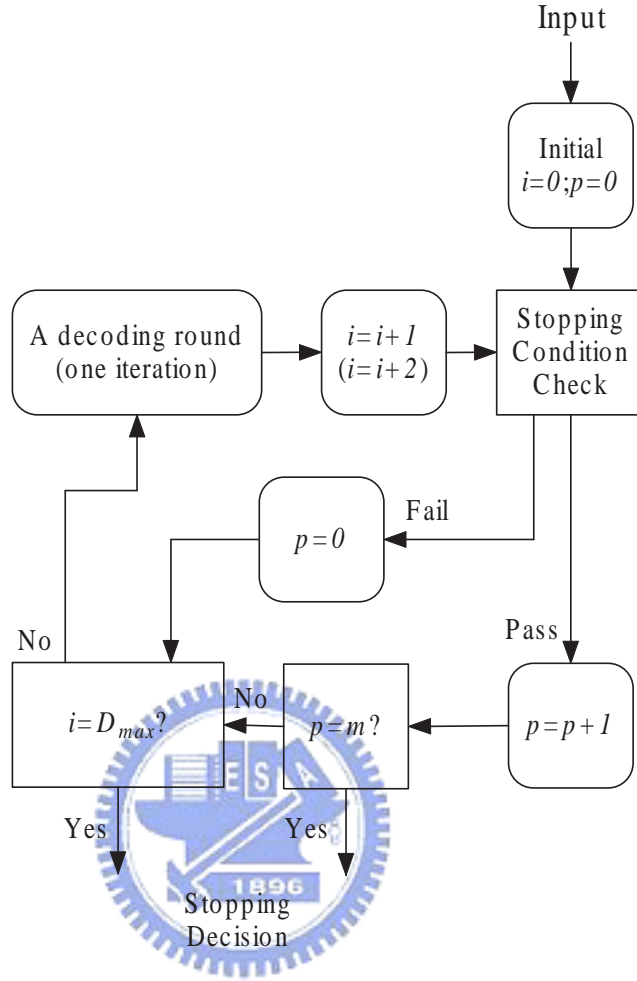 Input
Initial
i=0;p=0
A decoding round
(one iteration)
i=i+1
(i=i+2)
Stopping
Condition
Check
Fail
p=0
Pass
No
i=Dmax?
No
p=m?
p=p+1
Yes
Yes
ESA
1896
Stopping
Decision